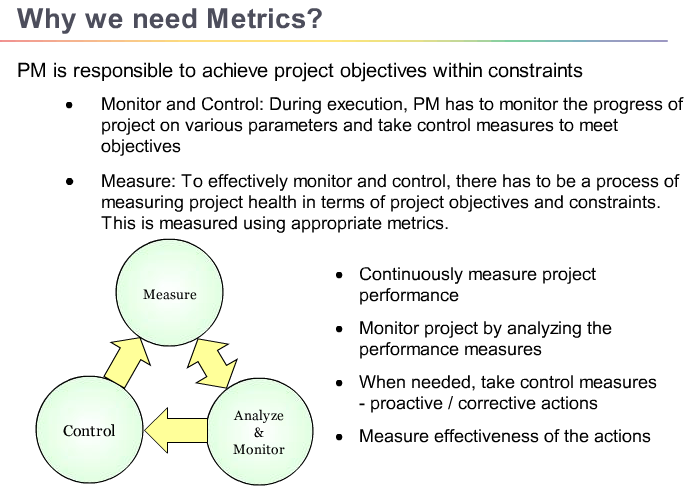 Why we need Metrics?
PM is responsible to achieve project objectives within constraints
• Monitor and Control: During execution, PM has to monitor the progress of
project on various parameters and take control measures to meet
objectives
• Measure: To effectively monitor and control, there has to be a process of
measuring project health in terms of project objectives and constraints.
This is measured using appropriate metrics.
Measure
Control
Analyze
&
Monitor
• Continuously measure project
performance
• Monitor project by analyzing the
performance measures
• When needed, take control measures
- proactive / corrective actions
• Measure effectiveness of the actions